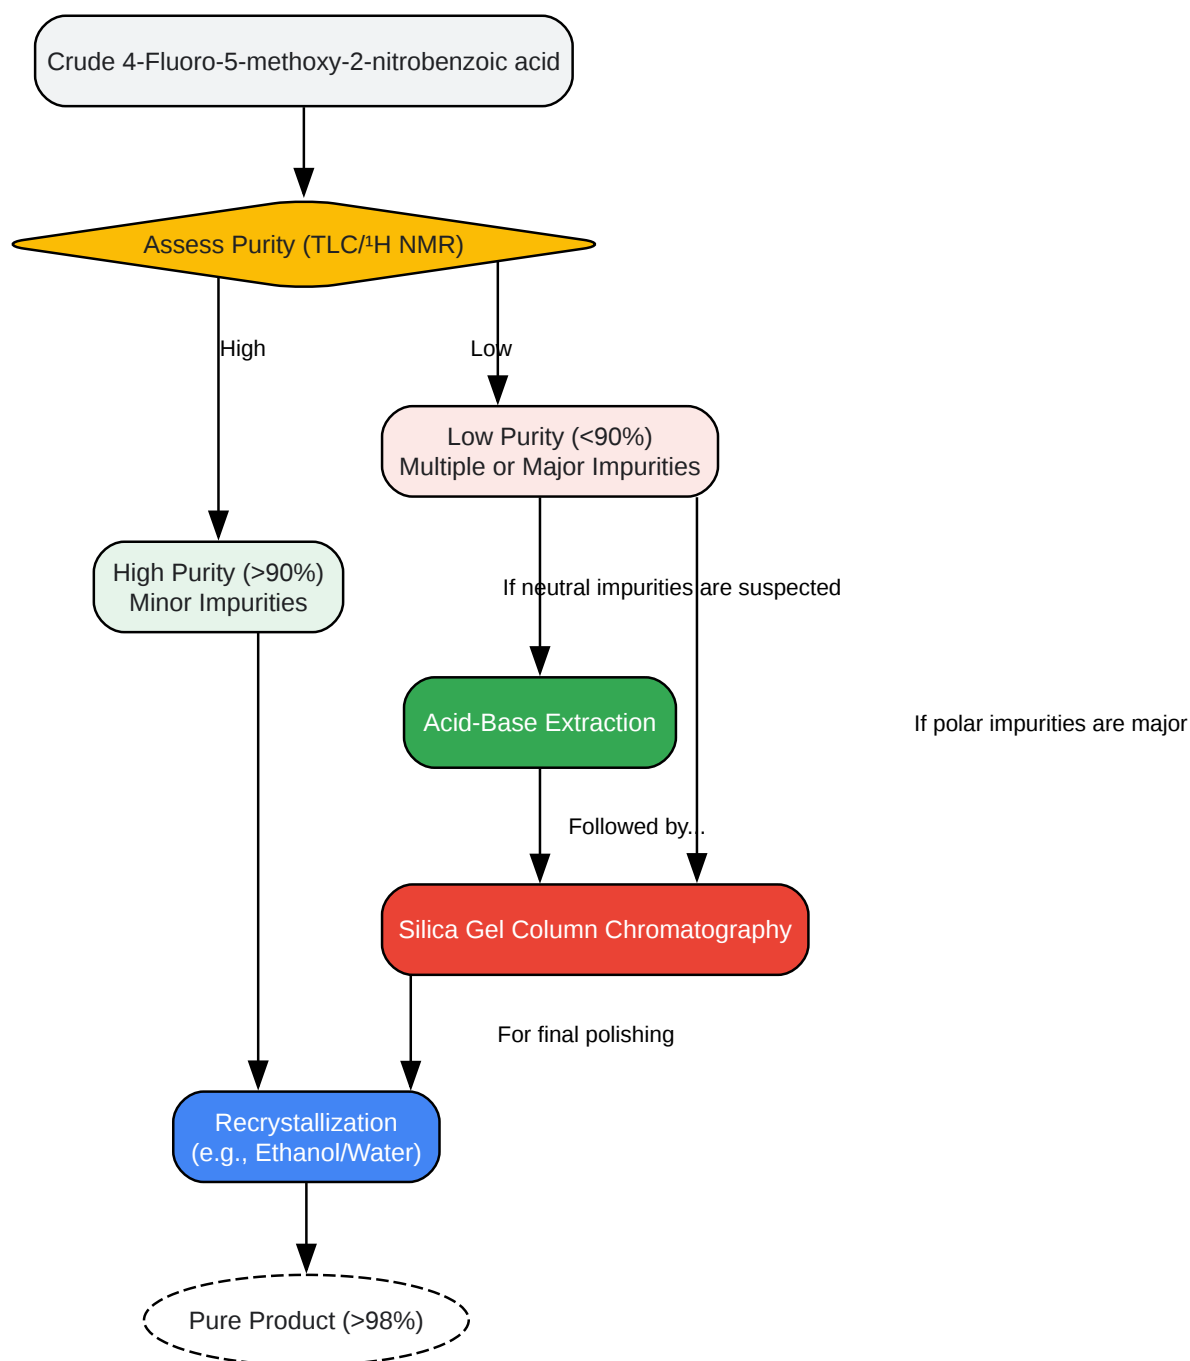 Crude 4-Fluoro-5-methoxy-2-nitrobenzoic acid
Assess Purity (TLC/¹H NMR)
High
Low
Low Purity (<90%)
Multiple or Major Impurities
High Purity (>90%)
Minor Impurities
If neutral impurities are suspected
Acid-Base Extraction
If polar impurities are major
Followed by...
Silica Gel Column Chromatography
For final polishing
Recrystallization
(e.g., Ethanol/Water)
Pure Product (>98%)